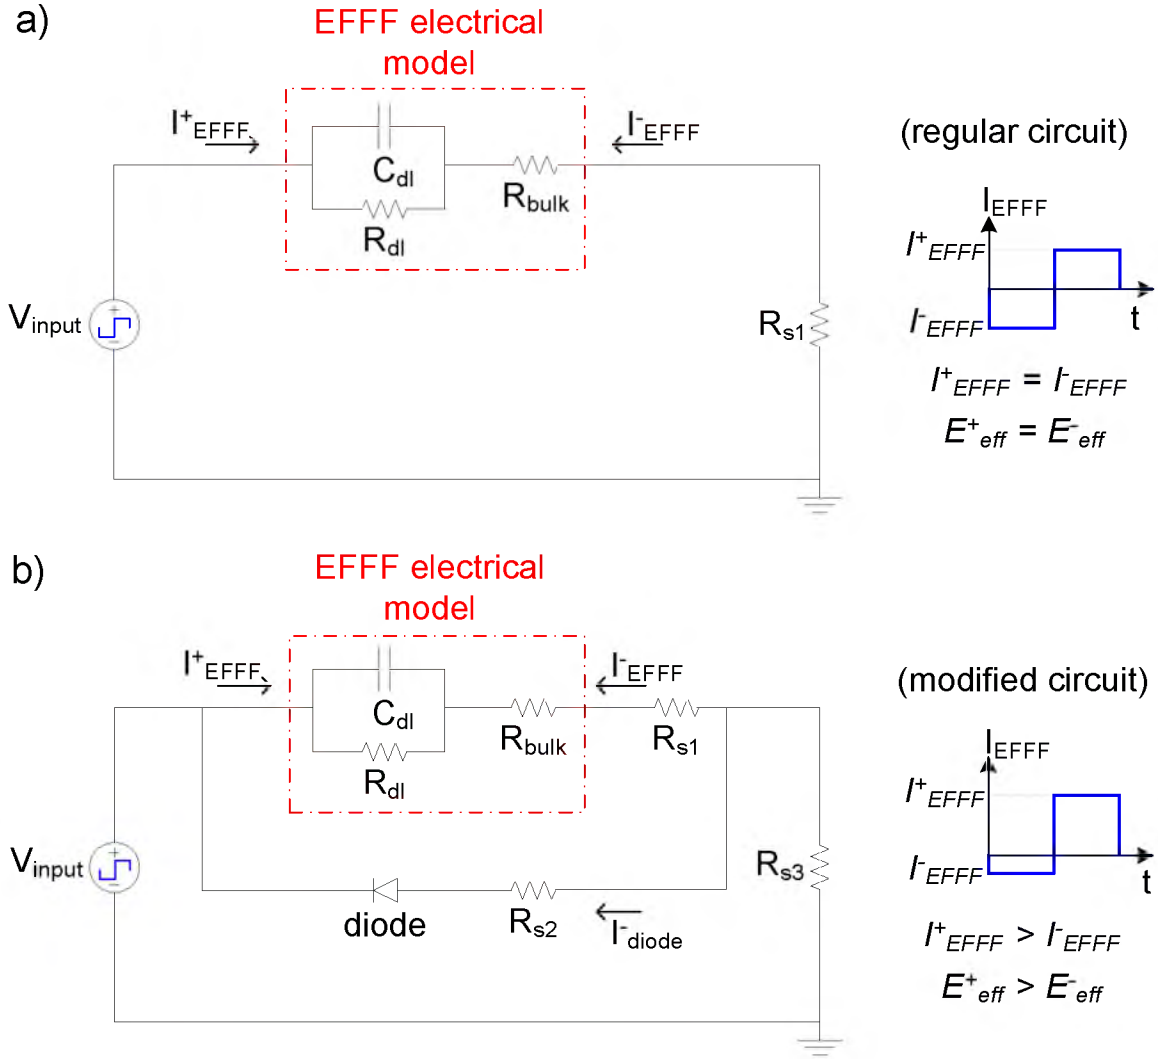 a)
EFFF electrical
model
I⁺EFFF
I⁻EFFF
(regular circuit)
Cdl
Rbulk
Rdl
IEFFF
I⁺EFFF
I⁻EFFF
t
Vinput
+
−
Rs1
I⁺EFFF = I⁻EFFF
E⁺eff = E⁻eff
b)
EFFF electrical
model
I⁺EFFF
I⁻EFFF
(modified circuit)
Cdl
Rbulk
Rs1
Rdl
IEFFF
I⁺EFFF
I⁻EFFF
t
Vinput
+
−
Rs3
diode
Rs2
I⁻diode
I⁺EFFF > I⁻EFFF
E⁺eff > E⁻eff